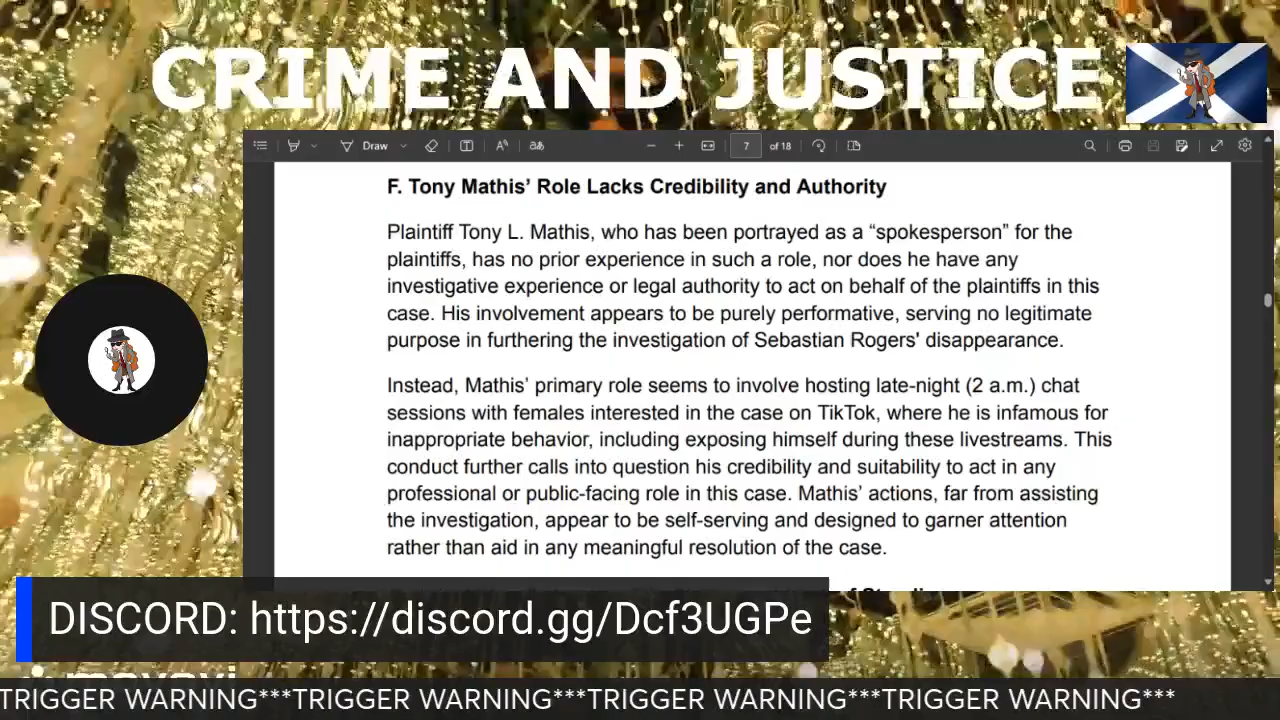 CRIME AND JUSTICE
Draw
7
of 18
F. Tony Mathis’ Role Lacks Credibility and Authority
Plaintiff Tony L. Mathis, who has been portrayed as a “spokesperson” for the
plaintiffs, has no prior experience in such a role, nor does he have any
investigative experience or legal authority to act on behalf of the plaintiffs in this
case. His involvement appears to be purely performative, serving no legitimate
purpose in furthering the investigation of Sebastian Rogers' disappearance.
Instead, Mathis’ primary role seems to involve hosting late-night (2 a.m.) chat
sessions with females interested in the case on TikTok, where he is infamous for
inappropriate behavior, including exposing himself during these livestreams. This
conduct further calls into question his credibility and suitability to act in any
professional or public-facing role in this case. Mathis’ actions, far from assisting
the investigation, appear to be self-serving and designed to garner attention
rather than aid in any meaningful resolution of the case.
DISCORD: https://discord.gg/Dcf3UGPe
TRIGGER WARNING***TRIGGER WARNING***TRIGGER WARNING***TRIGGER WARNING***